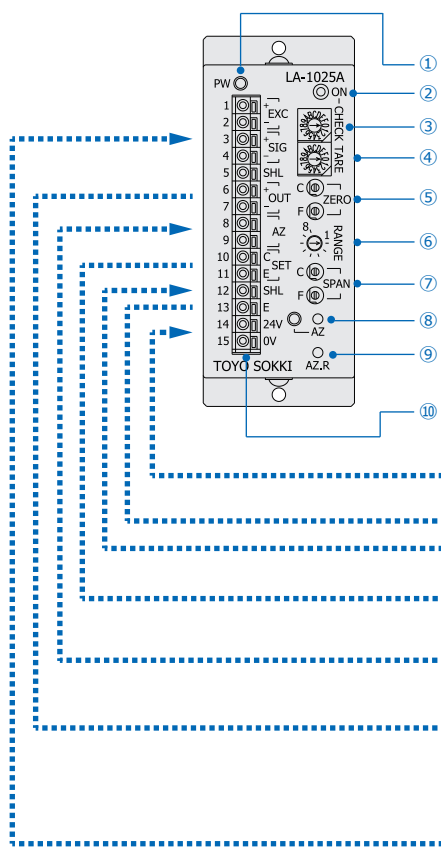 ①
LA-1025A
PW
ON
②
CHECK
③
TARE
④
1 + EXC
2 -
3 + SIG
4 -
5 SHL
6 + OUT
7 -
8 AZ
9
10 C SET
11 E
12 SHL
13 E
14 24V
15 0V
C ZERO
F
⑤
8 1 RANGE
⑥
C SPAN
F
⑦
AZ
⑧
AZ.R
⑨
TOYO SOKKI
⑩